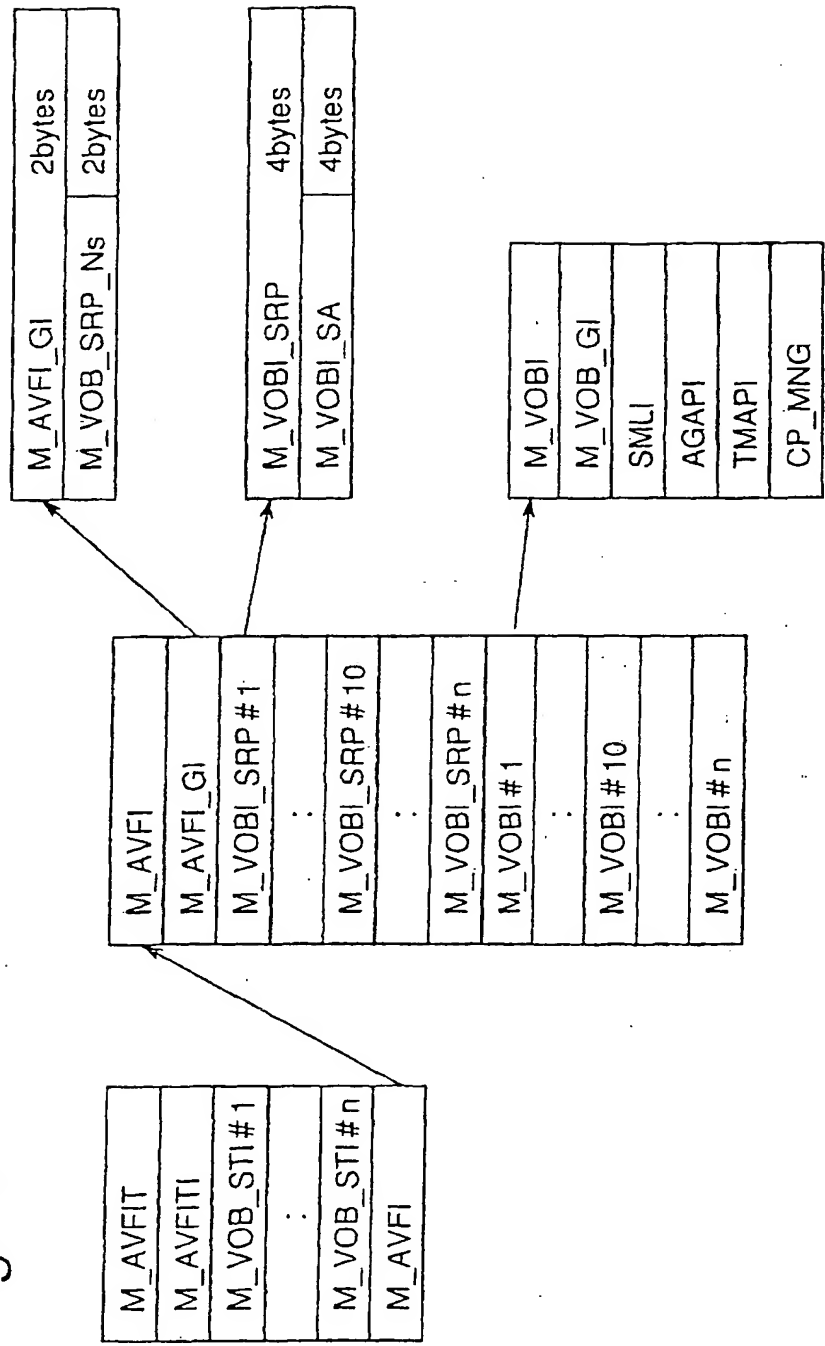 M_AVFIT
M_AVFITI
M_VOB_STI#1
:
M_VOB_STI#n
M_AVFI
M_AVFI
M_AVFI_GI
M_VOBI_SRP#1
:
M_VOBI_SRP#10
:
M_VOBI_SRP#n
M_VOBI#1
:
M_VOBI#10
:
M_VOBI#n
M_AVFI_GI 2bytes
M_VOB_SRP_Ns 2bytes
M_VOBI_SRP 4bytes
M_VOBI_SA 4bytes
M_VOBI
M_VOB_GI
SMLI
AGAPI
TMAPI
CP_MNG